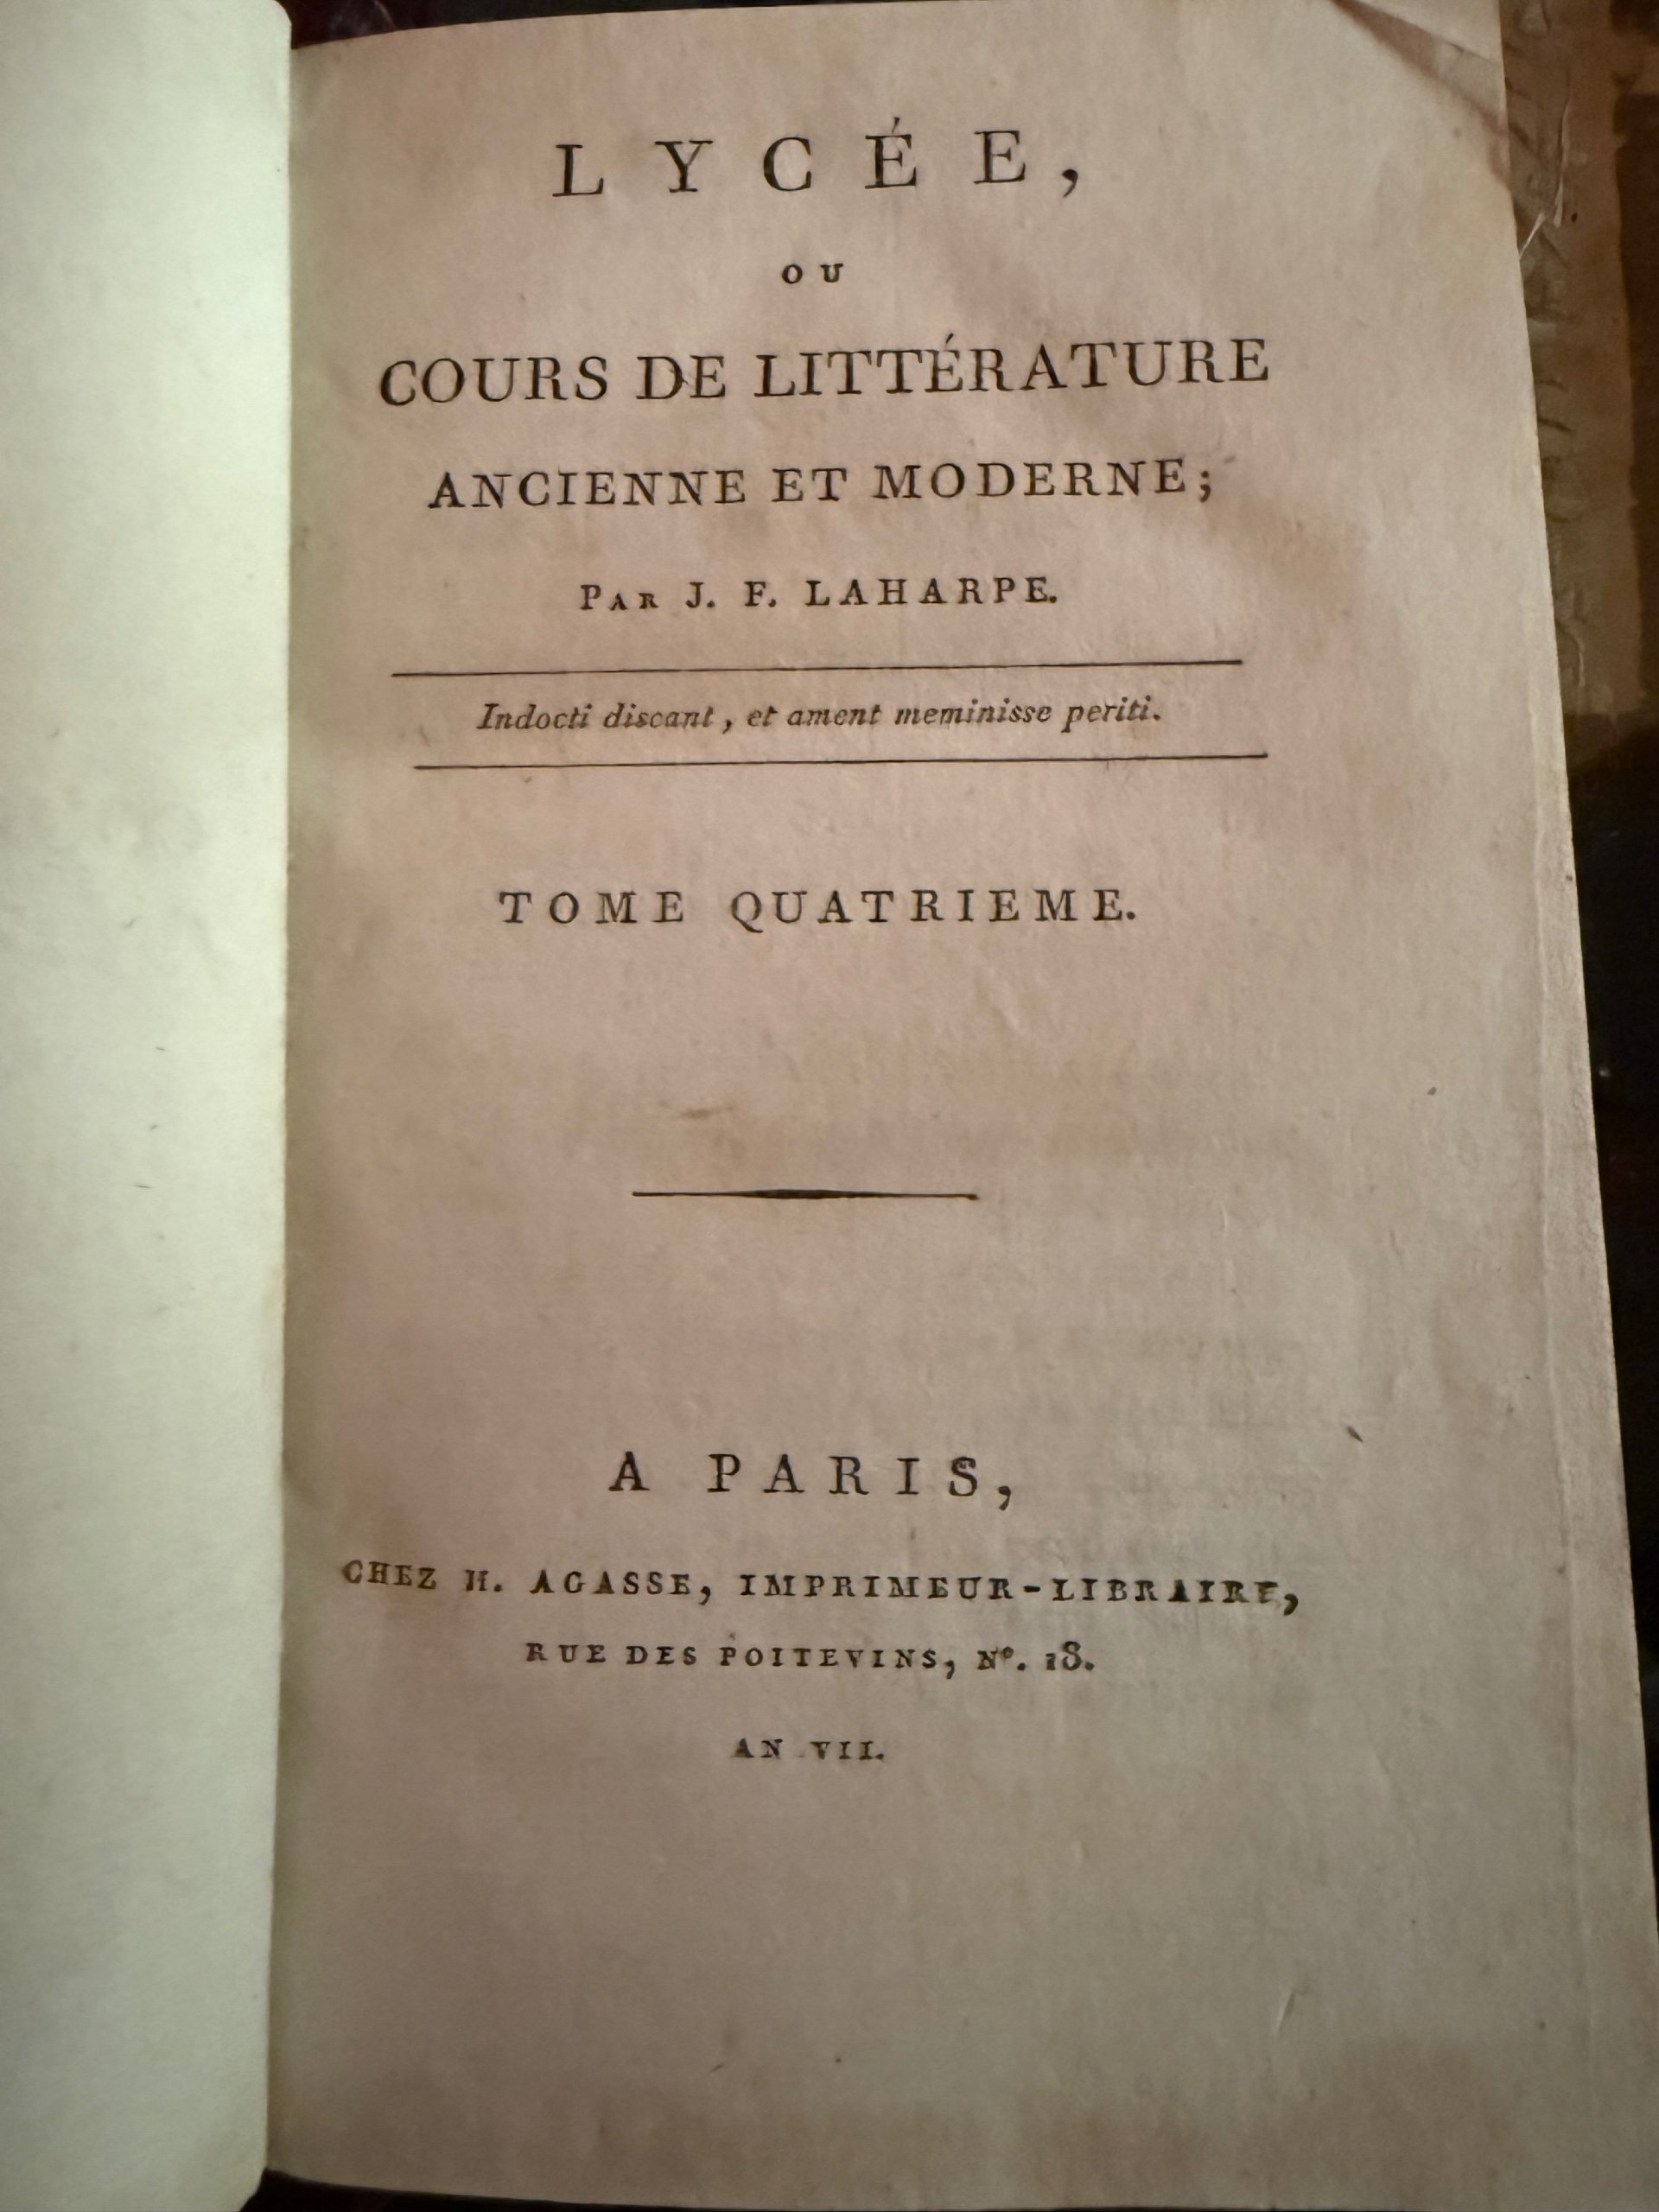 LYCÉE,
OU
COURS DE LITTÉRATURE
ANCIENNE ET MODERNE;
PAR J. F. LAHARPE.
Indocti discant, et ament meminisse periti.
TOME QUATRIEME.
A PARIS,
CHEZ H. AGASSE, IMPRIMEUR-LIBRAIRE,
RUE DES POITEVINS, Nº. 18.
AN VII.